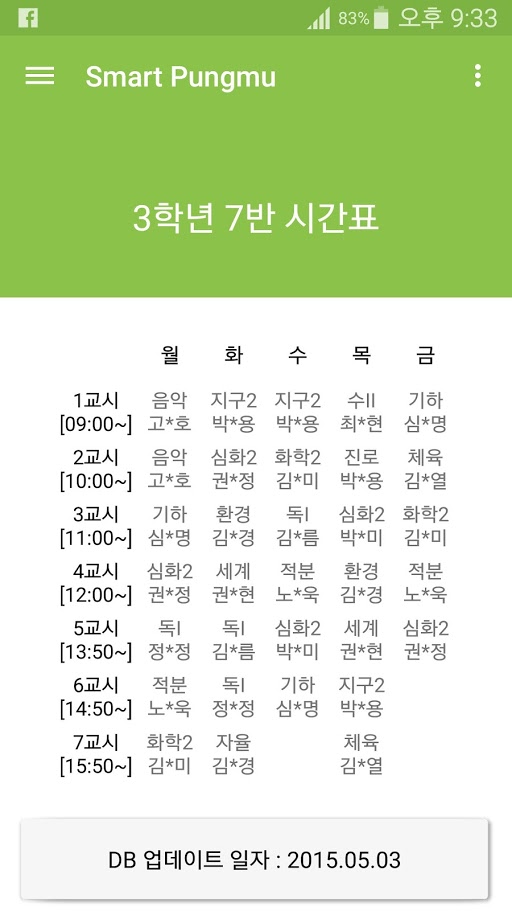 83% 오후 9:33
Smart Pungmu
3학년 7반 시간표
월 화 수 목 금
1교시 음악 지구2 지구2 수II 기하
[09:00~] 고*호 박*용 박*용 최*현 심*명
2교시 음악 심화2 화학2 진로 체육
[10:00~] 고*호 권*정 김*미 박*용 김*열
3교시 기하 환경 독I 심화2 화학2
[11:00~] 심*명 김*경 김*름 박*미 김*미
4교시 심화2 세계 적분 환경 적분
[12:00~] 권*정 권*현 노*욱 김*경 노*욱
5교시 독I 독I 심화2 세계 심화2
[13:50~] 정*정 김*름 박*미 권*현 권*정
6교시 적분 독I 기하 지구2
[14:50~] 노*욱 정*정 심*명 박*용
7교시 화학2 자율 체육
[15:50~] 김*미 김*경 김*열
DB 업데이트 일자 : 2015.05.03